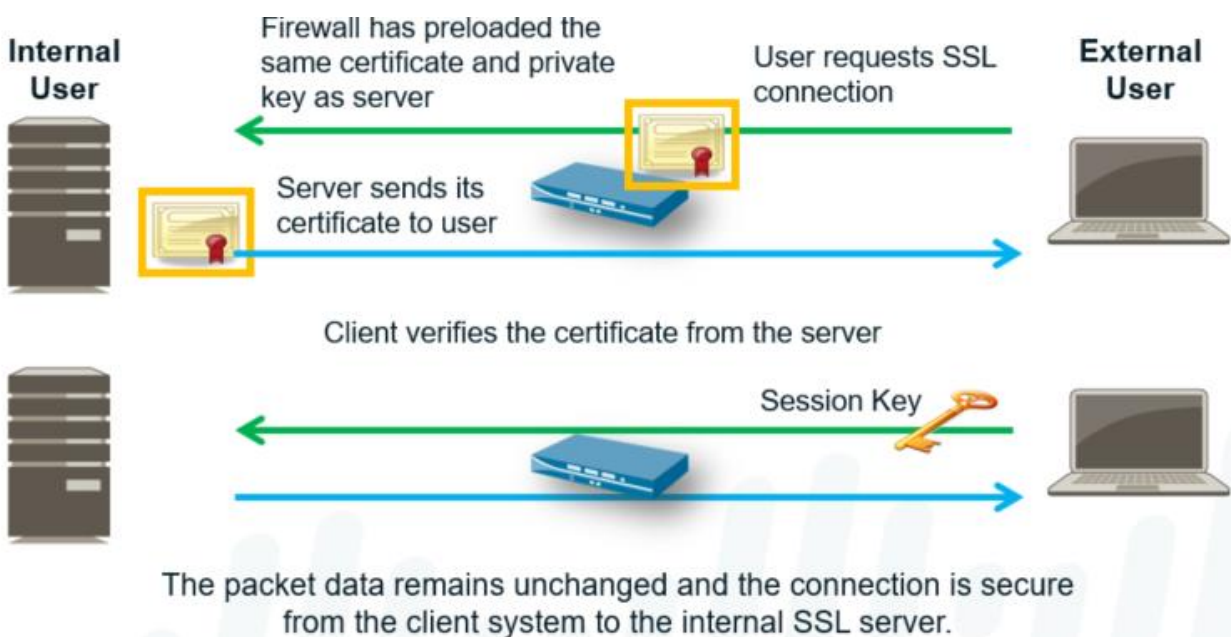 Internal
User
Firewall has preloaded the
same certificate and private
key as server
User requests SSL
connection
External
User
Server sends its
certificate to user
Client verifies the certificate from the server
Session Key
The packet data remains unchanged and the connection is secure
from the client system to the internal SSL server.